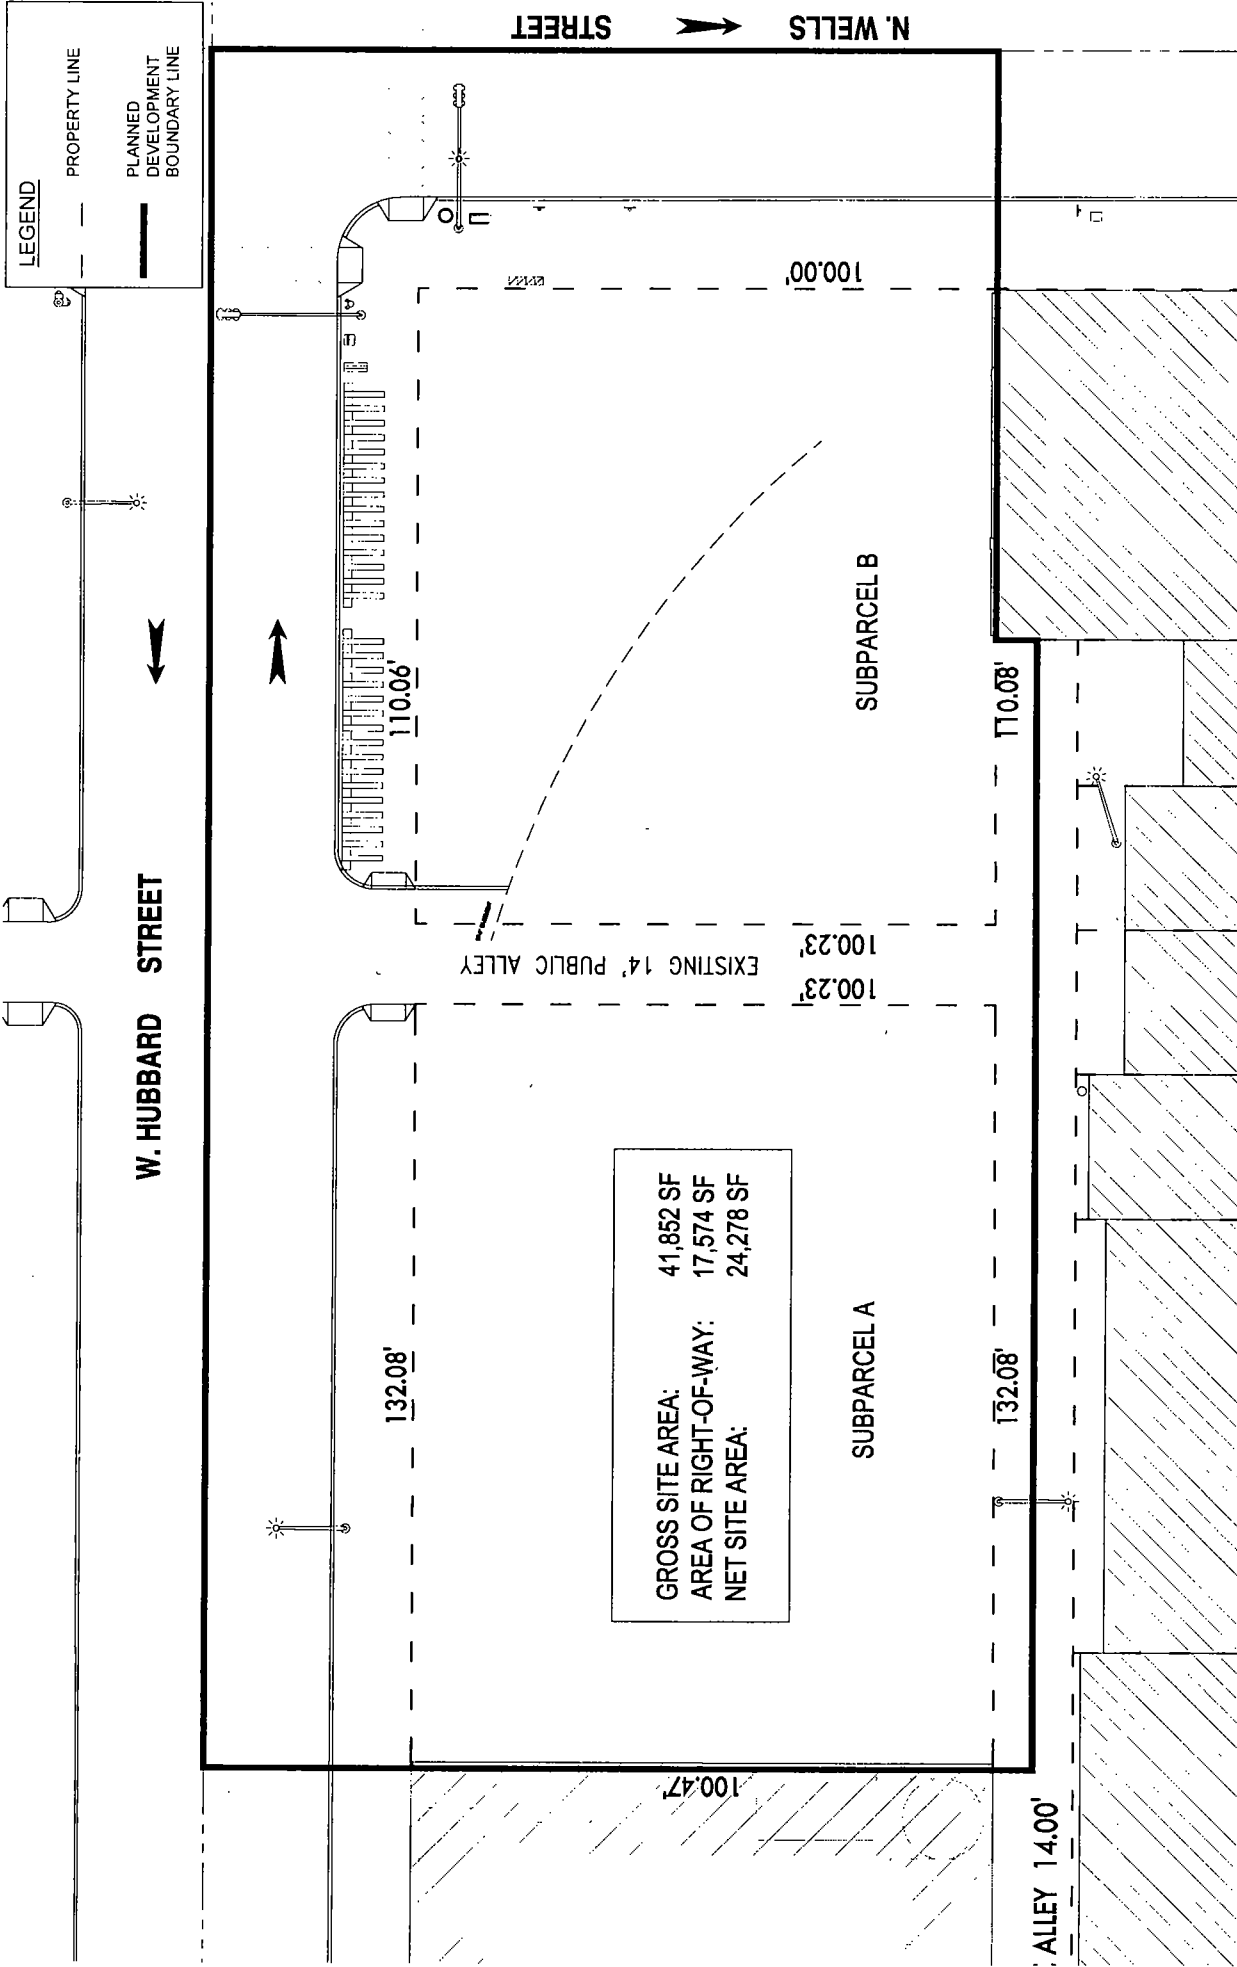 LEGEND
PROPERTY LINE
PLANNED
DEVELOPMENT
BOUNDARY LINE
N. WELLS STREET
W. HUBBARD STREET
100.00'
110.06'
110.08'
SUBPARCEL B
100.23'
100.23'
EXISTING 14' PUBLIC ALLEY
132.08'
132.08'
GROSS SITE AREA: 41,852 SF
AREA OF RIGHT-OF-WAY: 17,574 SF
NET SITE AREA: 24,278 SF
SUBPARCEL A
100.47'
ALLEY 14.00'